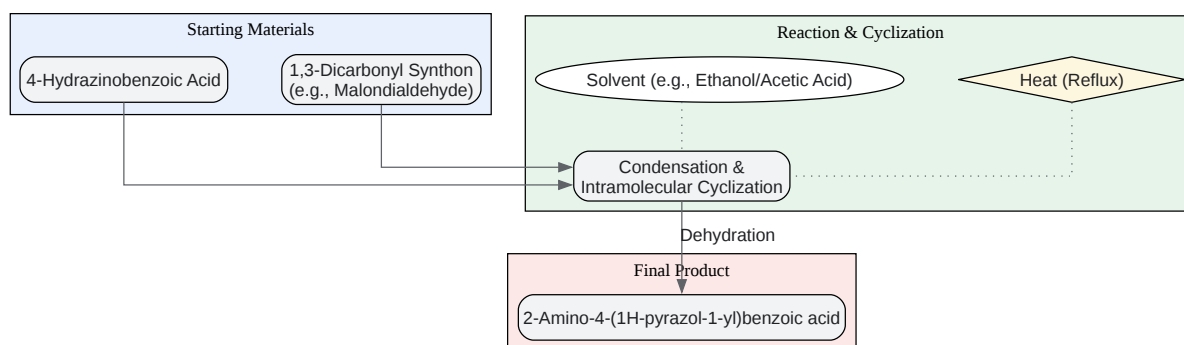 Starting Materials
4-Hydrazinobenzoic Acid
1,3-Dicarbonyl Synthon
(e.g., Malondialdehyde)
Reaction & Cyclization
Solvent (e.g., Ethanol/Acetic Acid)
Heat (Reflux)
Condensation &
Intramolecular Cyclization
Dehydration
Final Product
2-Amino-4-(1H-pyrazol-1-yl)benzoic acid